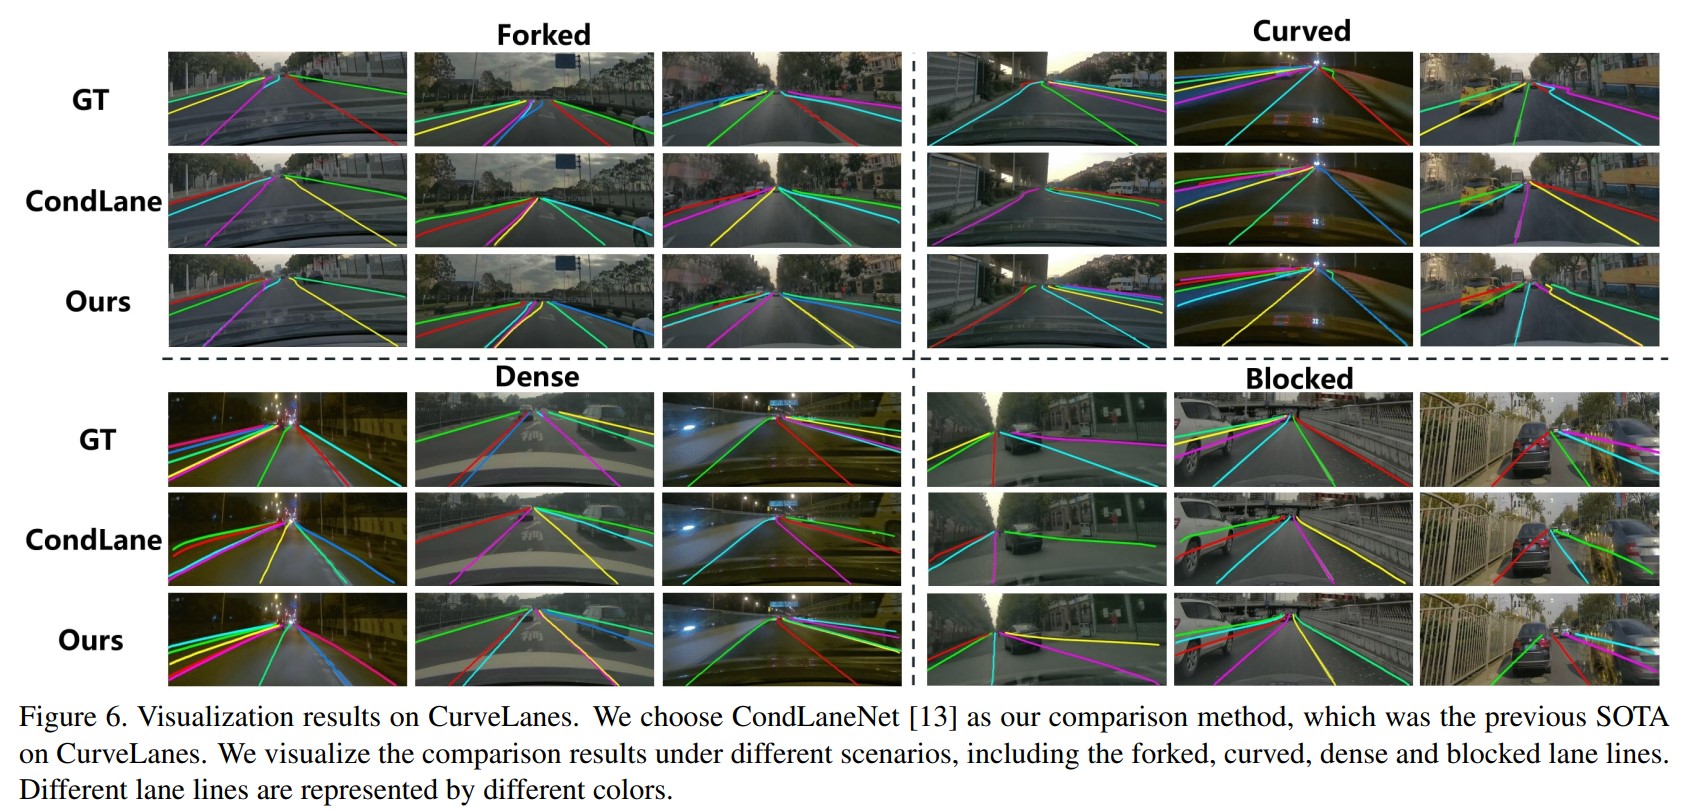 Forked
Curved
GT
CondLane
Ours
Dense
Blocked
GT
CondLane
Ours
Figure 6. Visualization results on CurveLanes. We choose CondLaneNet [13] as our comparison method, which was the previous SOTA
on CurveLanes. We visualize the comparison results under different scenarios, including the forked, curved, dense and blocked lane lines.
Different lane lines are represented by different colors.